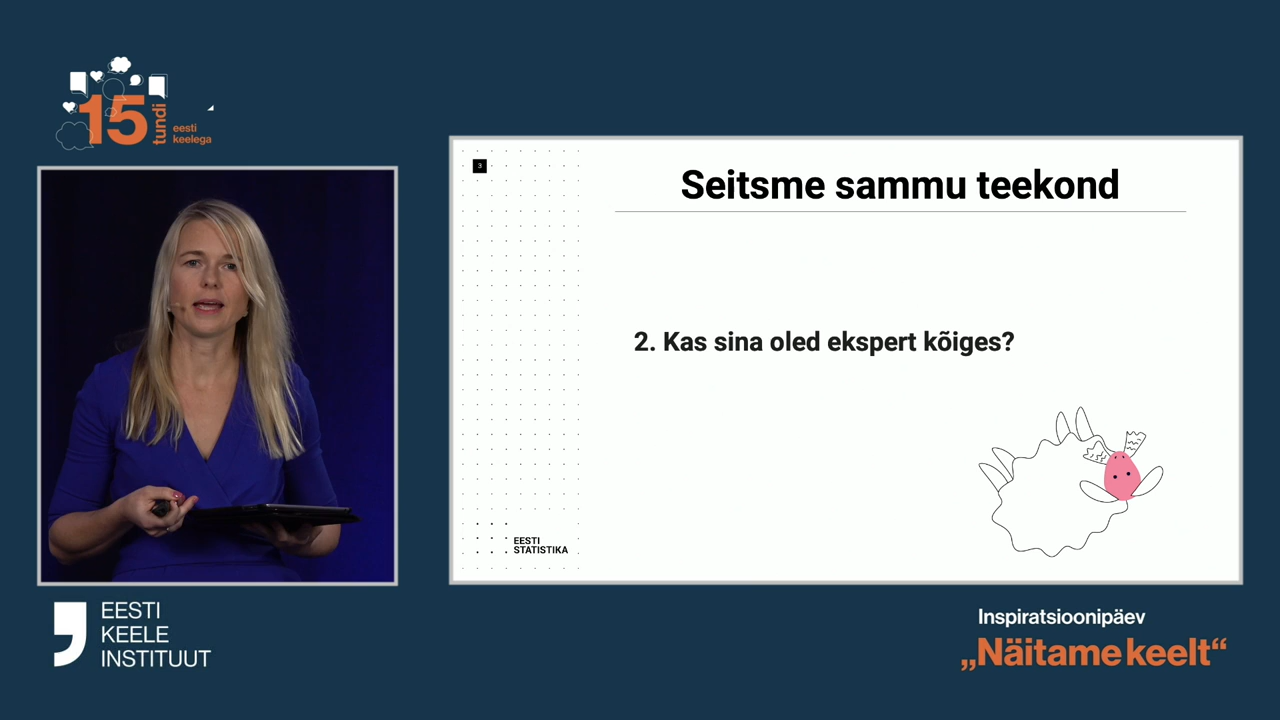 15
tundi
eesti
keelega
3
Seitsme sammu teekond
2. Kas sina oled ekspert kõiges?
EESTI
STATISTIKA
EESTI
KEELE
INSTITUUT
Inspiratsioonipäev
„Näitame keelt“